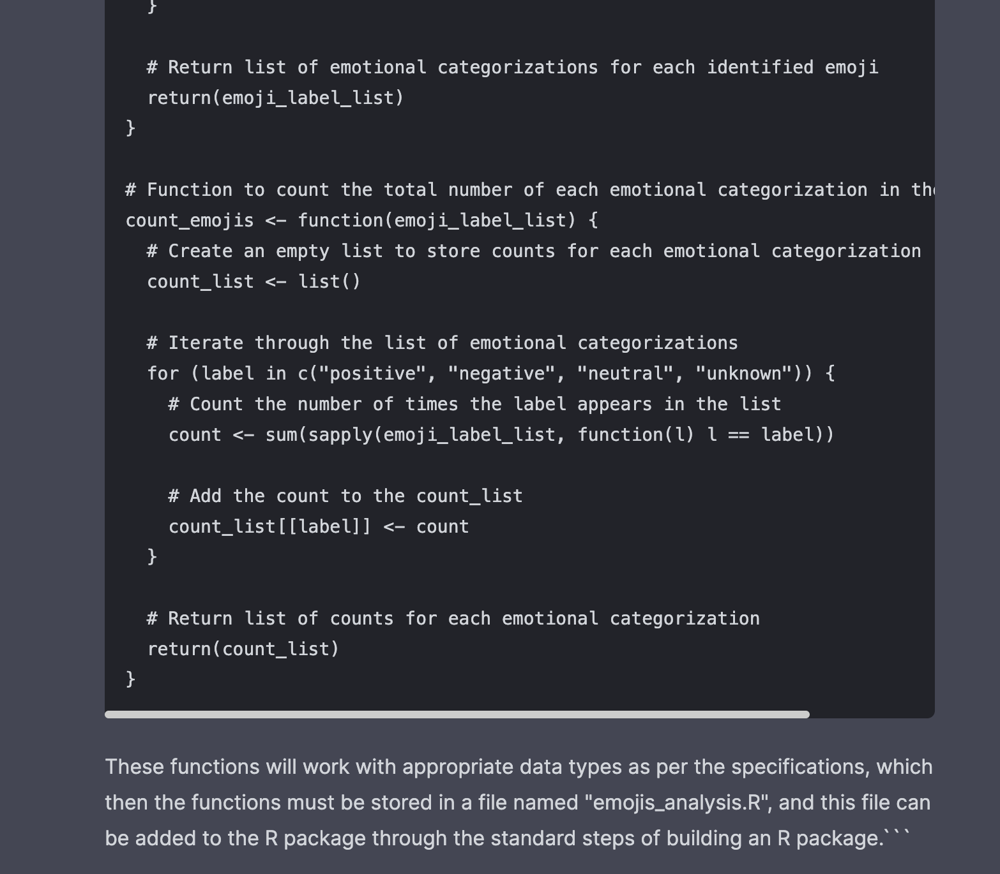 }
  # Return list of emotional categorizations for each identified emoji
  return(emoji_label_list)
}
# Function to count the total number of each emotional categorization in the
count_emojis <- function(emoji_label_list) {
  # Create an empty list to store counts for each emotional categorization
  count_list <- list()
  # Iterate through the list of emotional categorizations
  for (label in c("positive", "negative", "neutral", "unknown")) {
    # Count the number of times the label appears in the list
    count <- sum(sapply(emoji_label_list, function(l) l == label))
    # Add the count to the count_list
    count_list[[label]] <- count
  }
  # Return list of counts for each emotional categorization
  return(count_list)
}
These functions will work with appropriate data types as per the specifications, which
then the functions must be stored in a file named "emojis_analysis.R", and this file can
be added to the R package through the standard steps of building an R package.```